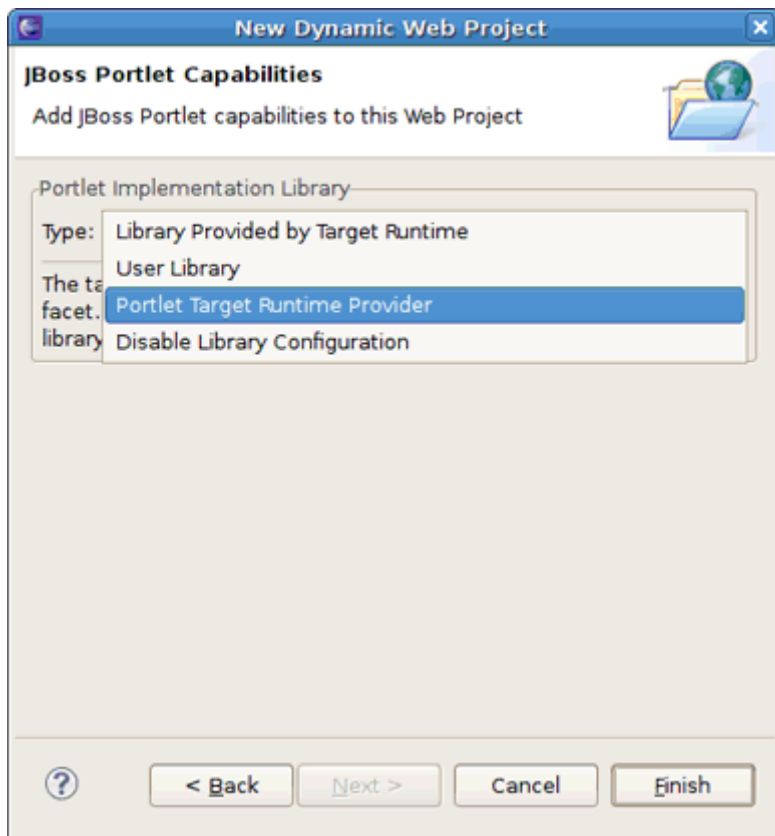 New Dynamic Web Project
JBoss Portlet Capabilities
Add JBoss Portlet capabilities to this Web Project
Portlet Implementation Library
Type:
Library Provided by Target Runtime
User Library
The ta
Portlet Target Runtime Provider
facet.
Disable Library Configuration
library
< Back
Next >
Cancel
Finish